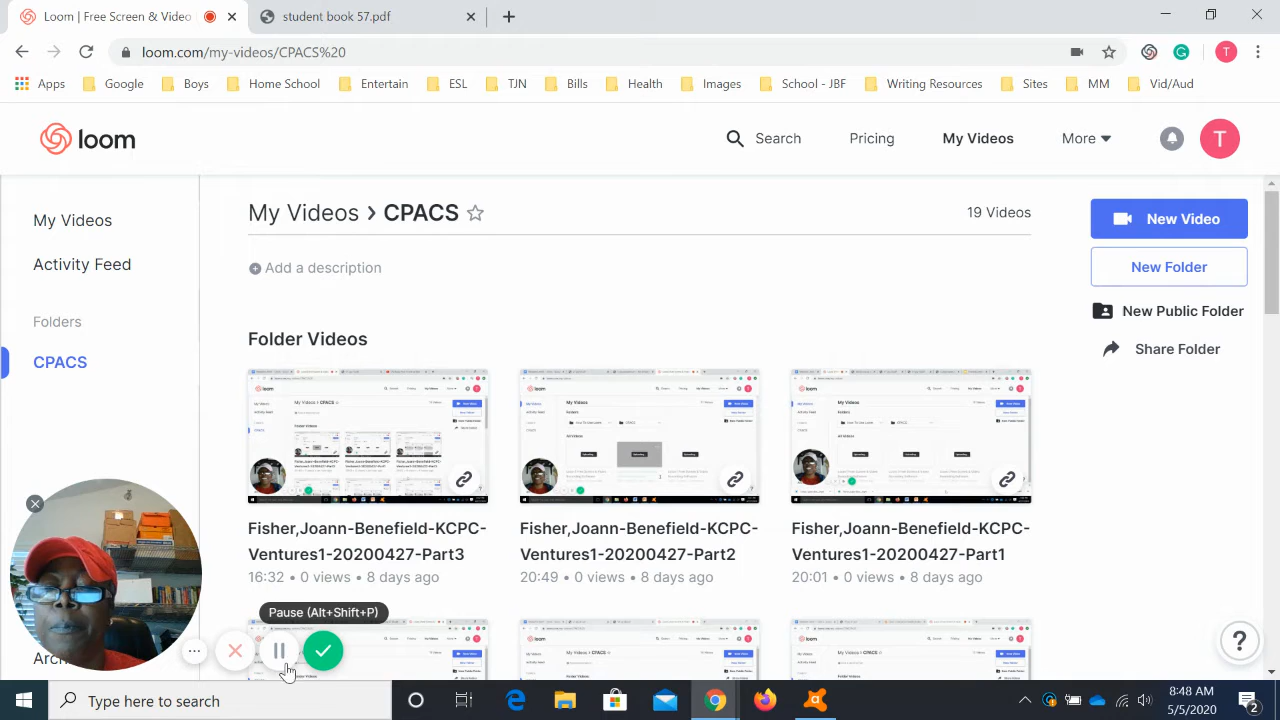 Loom | Free Screen & Video
student book 57.pdf
loom.com/my-videos/CPACS%20
T
Apps
Google
Boys
Home School
Entertain
ESL
TJN
Bills
Health
Images
School - JBF
Writing Resources
Sites
MM
Vid/Aud
loom
Search
Pricing
My Videos
More
T
My Videos
Activity Feed
Folders
CPACS
My Videos > CPACS
19 Videos
Add a description
New Video
New Folder
New Public Folder
Share Folder
Folder Videos
Fisher,Joann-Benefield-KCPC-
Ventures1-20200427-Part3
16:32 • 0 views • 8 days ago
Fisher,Joann-Benefield-KCPC-
Ventures1-20200427-Part2
20:49 • 0 views • 8 days ago
Fisher,Joann-Benefield-KCPC-
Ventures1-20200427-Part1
20:01 • 0 views • 8 days ago
Pause (Alt+Shift+P)
?
Type here to search
8:48 AM
5/5/2020
2